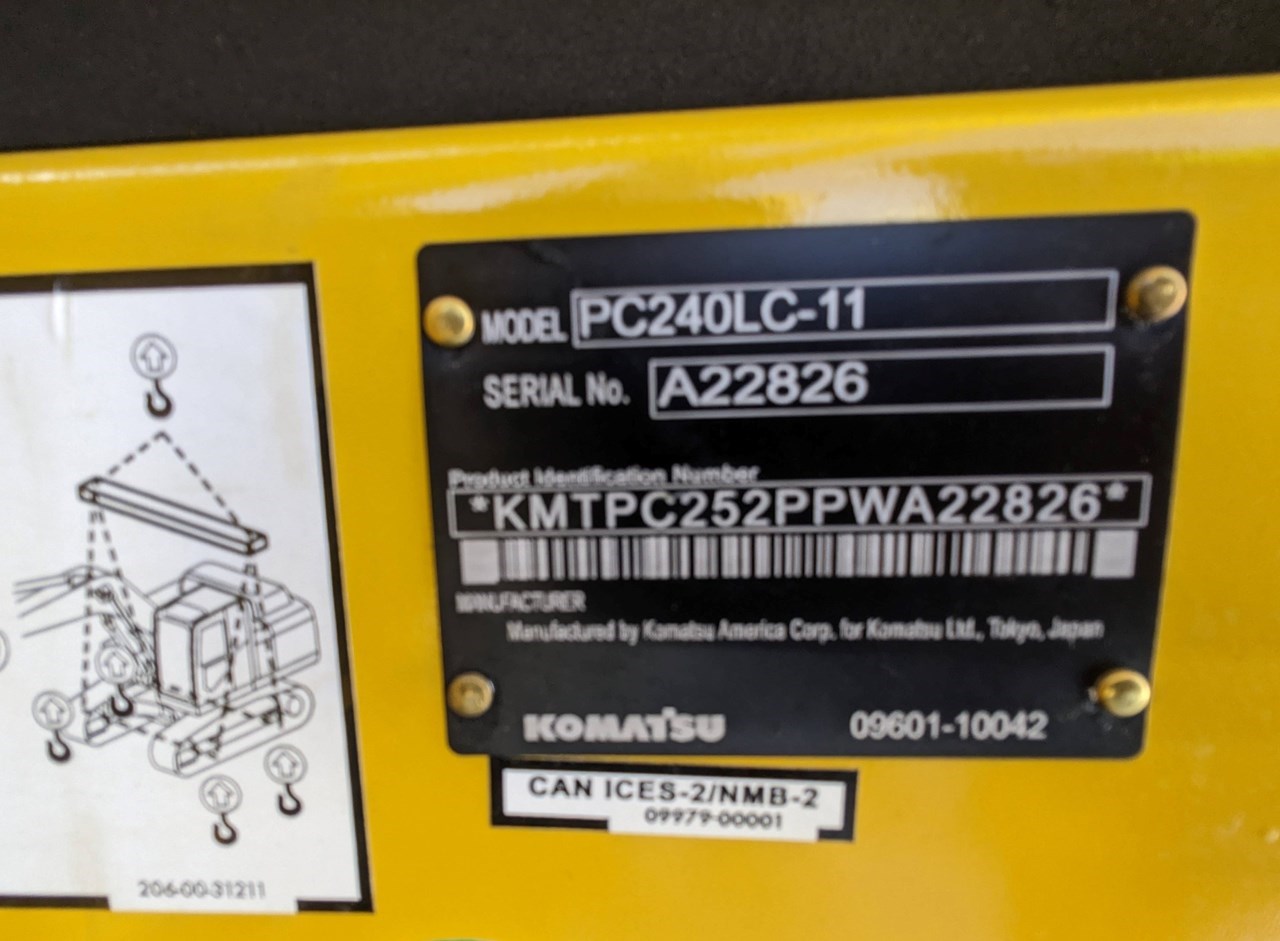 MODEL PC240LC-11
SERIAL No. A22826
Product Identification Number
*KMTPC252PPWA22826*
MANUFACTURER
Manufactured by Komatsu America Corp. for Komatsu Ltd., Tokyo, Japan
KOMATSU 09601-10042
CAN ICES-2/NMB-2
09979-00001
206-00-31211